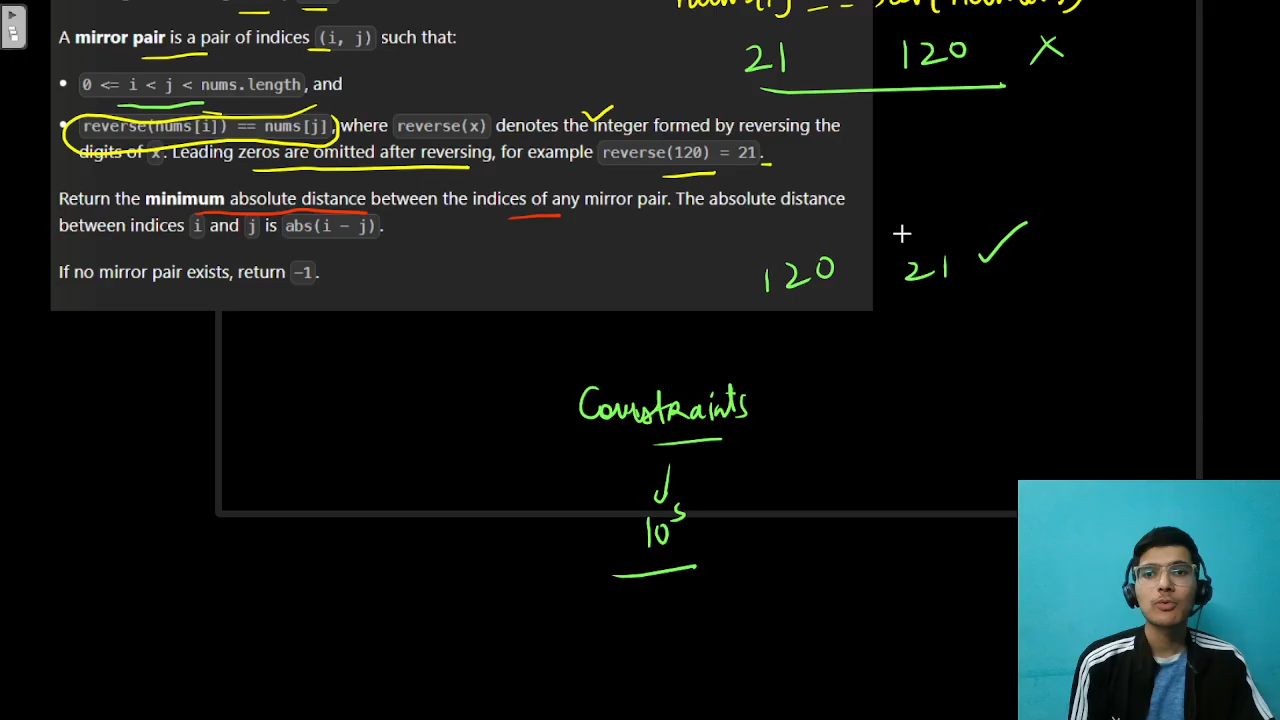 A mirror pair is a pair of indices (i, j) such that:
21 120 X
0 <= i < j < nums.length, and
reverse(nums[i]) == nums[j], where reverse(x) denotes the integer formed by reversing the
digits of x. Leading zeros are omitted after reversing, for example reverse(120) = 21.
Return the minimum absolute distance between the indices of any mirror pair. The absolute distance
between indices i and j is abs(i - j).
If no mirror pair exists, return -1.
120 21 ✓
Constraints
10^5